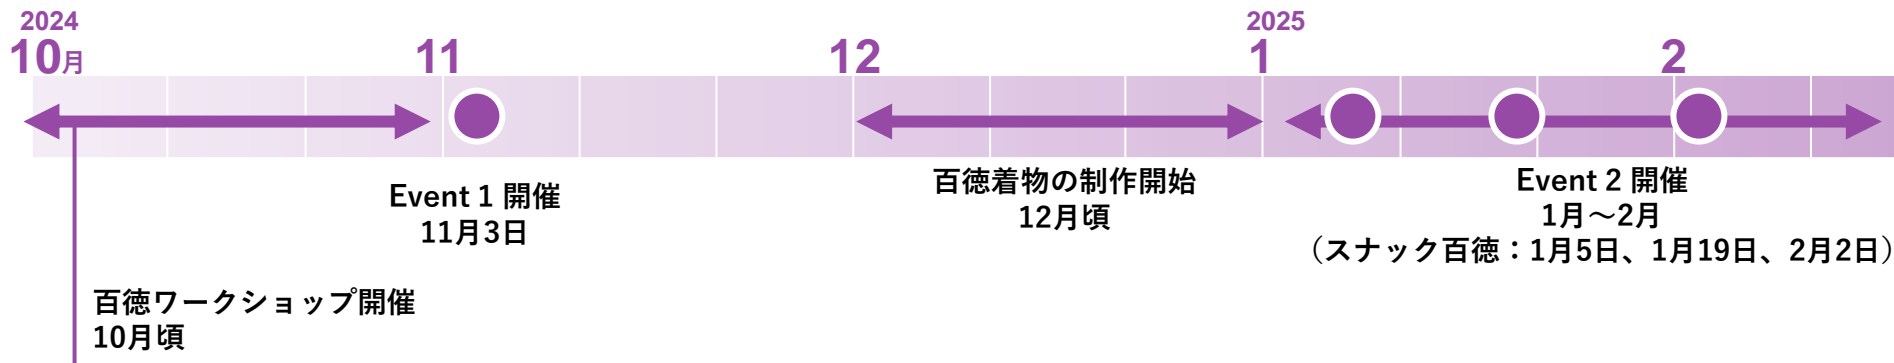 2024
2025
10月
11
12
1
2
Event 1 開催
11月3日
百徳着物の制作開始
12月頃
Event 2 開催
1月～2月
（スナック百徳：1月5日、1月19日、2月2日）
百徳ワークショップ開催
10月頃